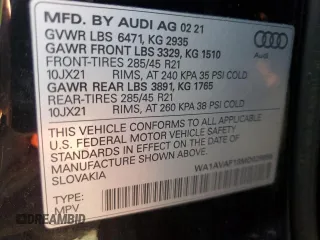 MFD. BY AUDI AG 02 21
GVWR LBS 6471, KG 2935
GAWR FRONT LBS 3329, KG 1510
FRONT-TIRES 285/45 R21
10JX21 RIMS, AT 240 KPA 35 PSI COLD
GAWR REAR LBS 3891, KG 1765
REAR-TIRES 285/45 R21
10JX21 RIMS, AT 260 KPA 38 PSI COLD
THIS VEHICLE CONFORMS TO ALL APPLICABLE
U.S. FEDERAL MOTOR VEHICLE SAFETY
STANDARDS IN EFFECT ON THE DATE OF
MANUFACTURE SHOWN ABOVE.
SLOVAKIA
TYPE:
MPV
Audi
© DREAMBID.COM